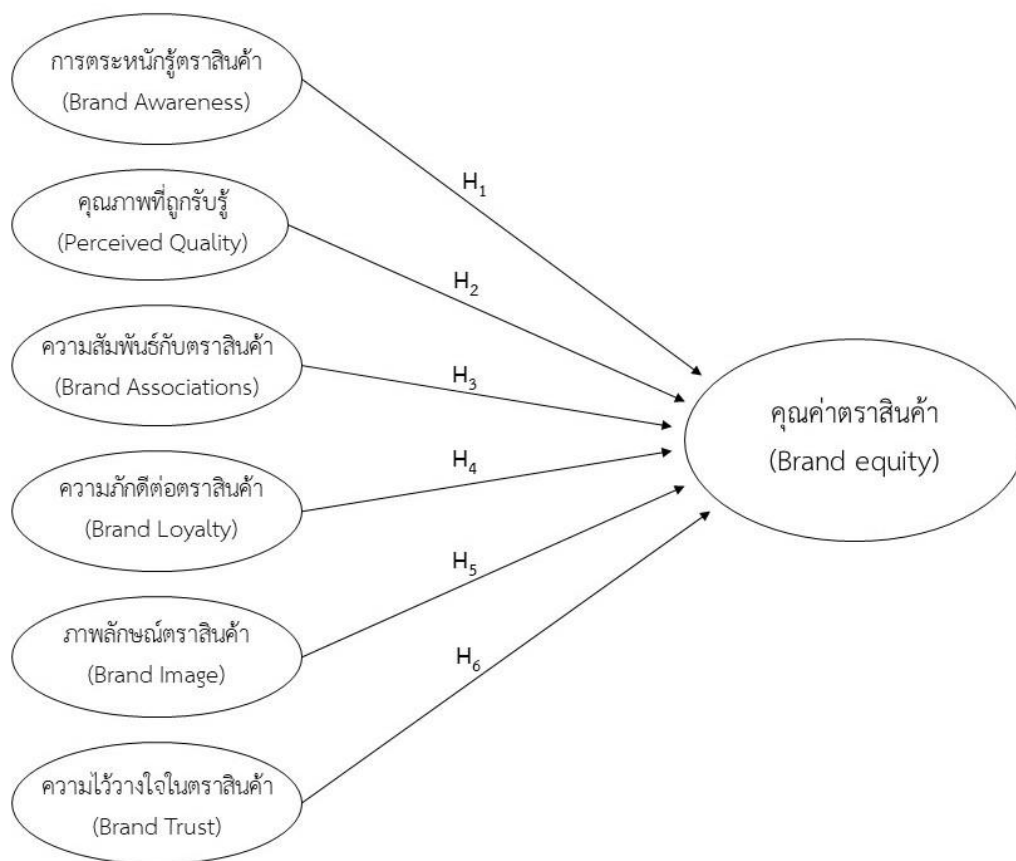 การตระหนักรู้ตราสินค้า
(Brand Awareness)
H₁
คุณภาพที่ถูกรับรู้
(Perceived Quality)
H₂
ความสัมพันธ์กับตราสินค้า
(Brand Associations)
H₃
คุณค่าตราสินค้า
(Brand equity)
ความภักดีต่อตราสินค้า
(Brand Loyalty)
H₄
ภาพลักษณ์ตราสินค้า
(Brand Image)
H₅
ความไว้วางใจในตราสินค้า
(Brand Trust)
H₆